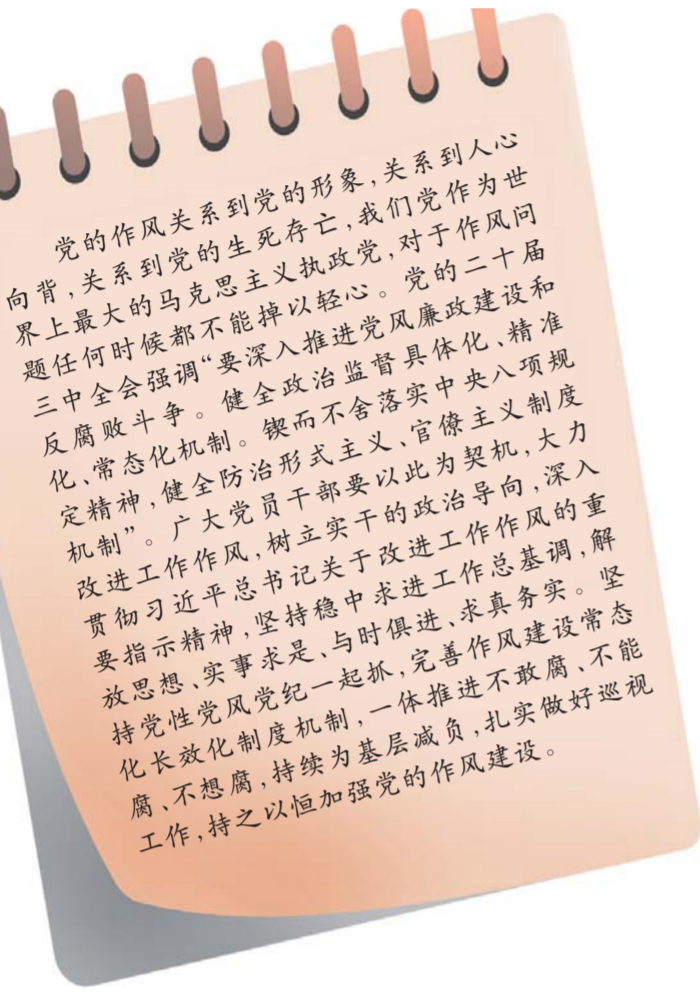 党的作风关系到党的形象,关系到人心
向背,关系到党的生死存亡,我们党作为世
界上最大的马克思主义执政党,对于作风问
题任何时候都不能掉以轻心。党的二十届
三中全会强调“要深入推进党风廉政建设和
反腐败斗争。健全政治监督具体化、精准
化、常态化机制。锲而不舍落实中央八项规
定精神,健全防治形式主义、官僚主义制度
机制”。广大党员干部要以此为契机,大力
改进工作作风,树立实干的政治导向,深入
贯彻习近平总书记关于改进工作作风的重
要指示精神,坚持稳中求进工作总基调,解
放思想、实事求是、与时俱进、求真务实。坚
持党性党风党纪一起抓,完善作风建设常态
化长效化制度机制,一体推进不敢腐、不能
腐、不想腐,持续为基层减负,扎实做好巡视
工作,持之以恒加强党的作风建设。